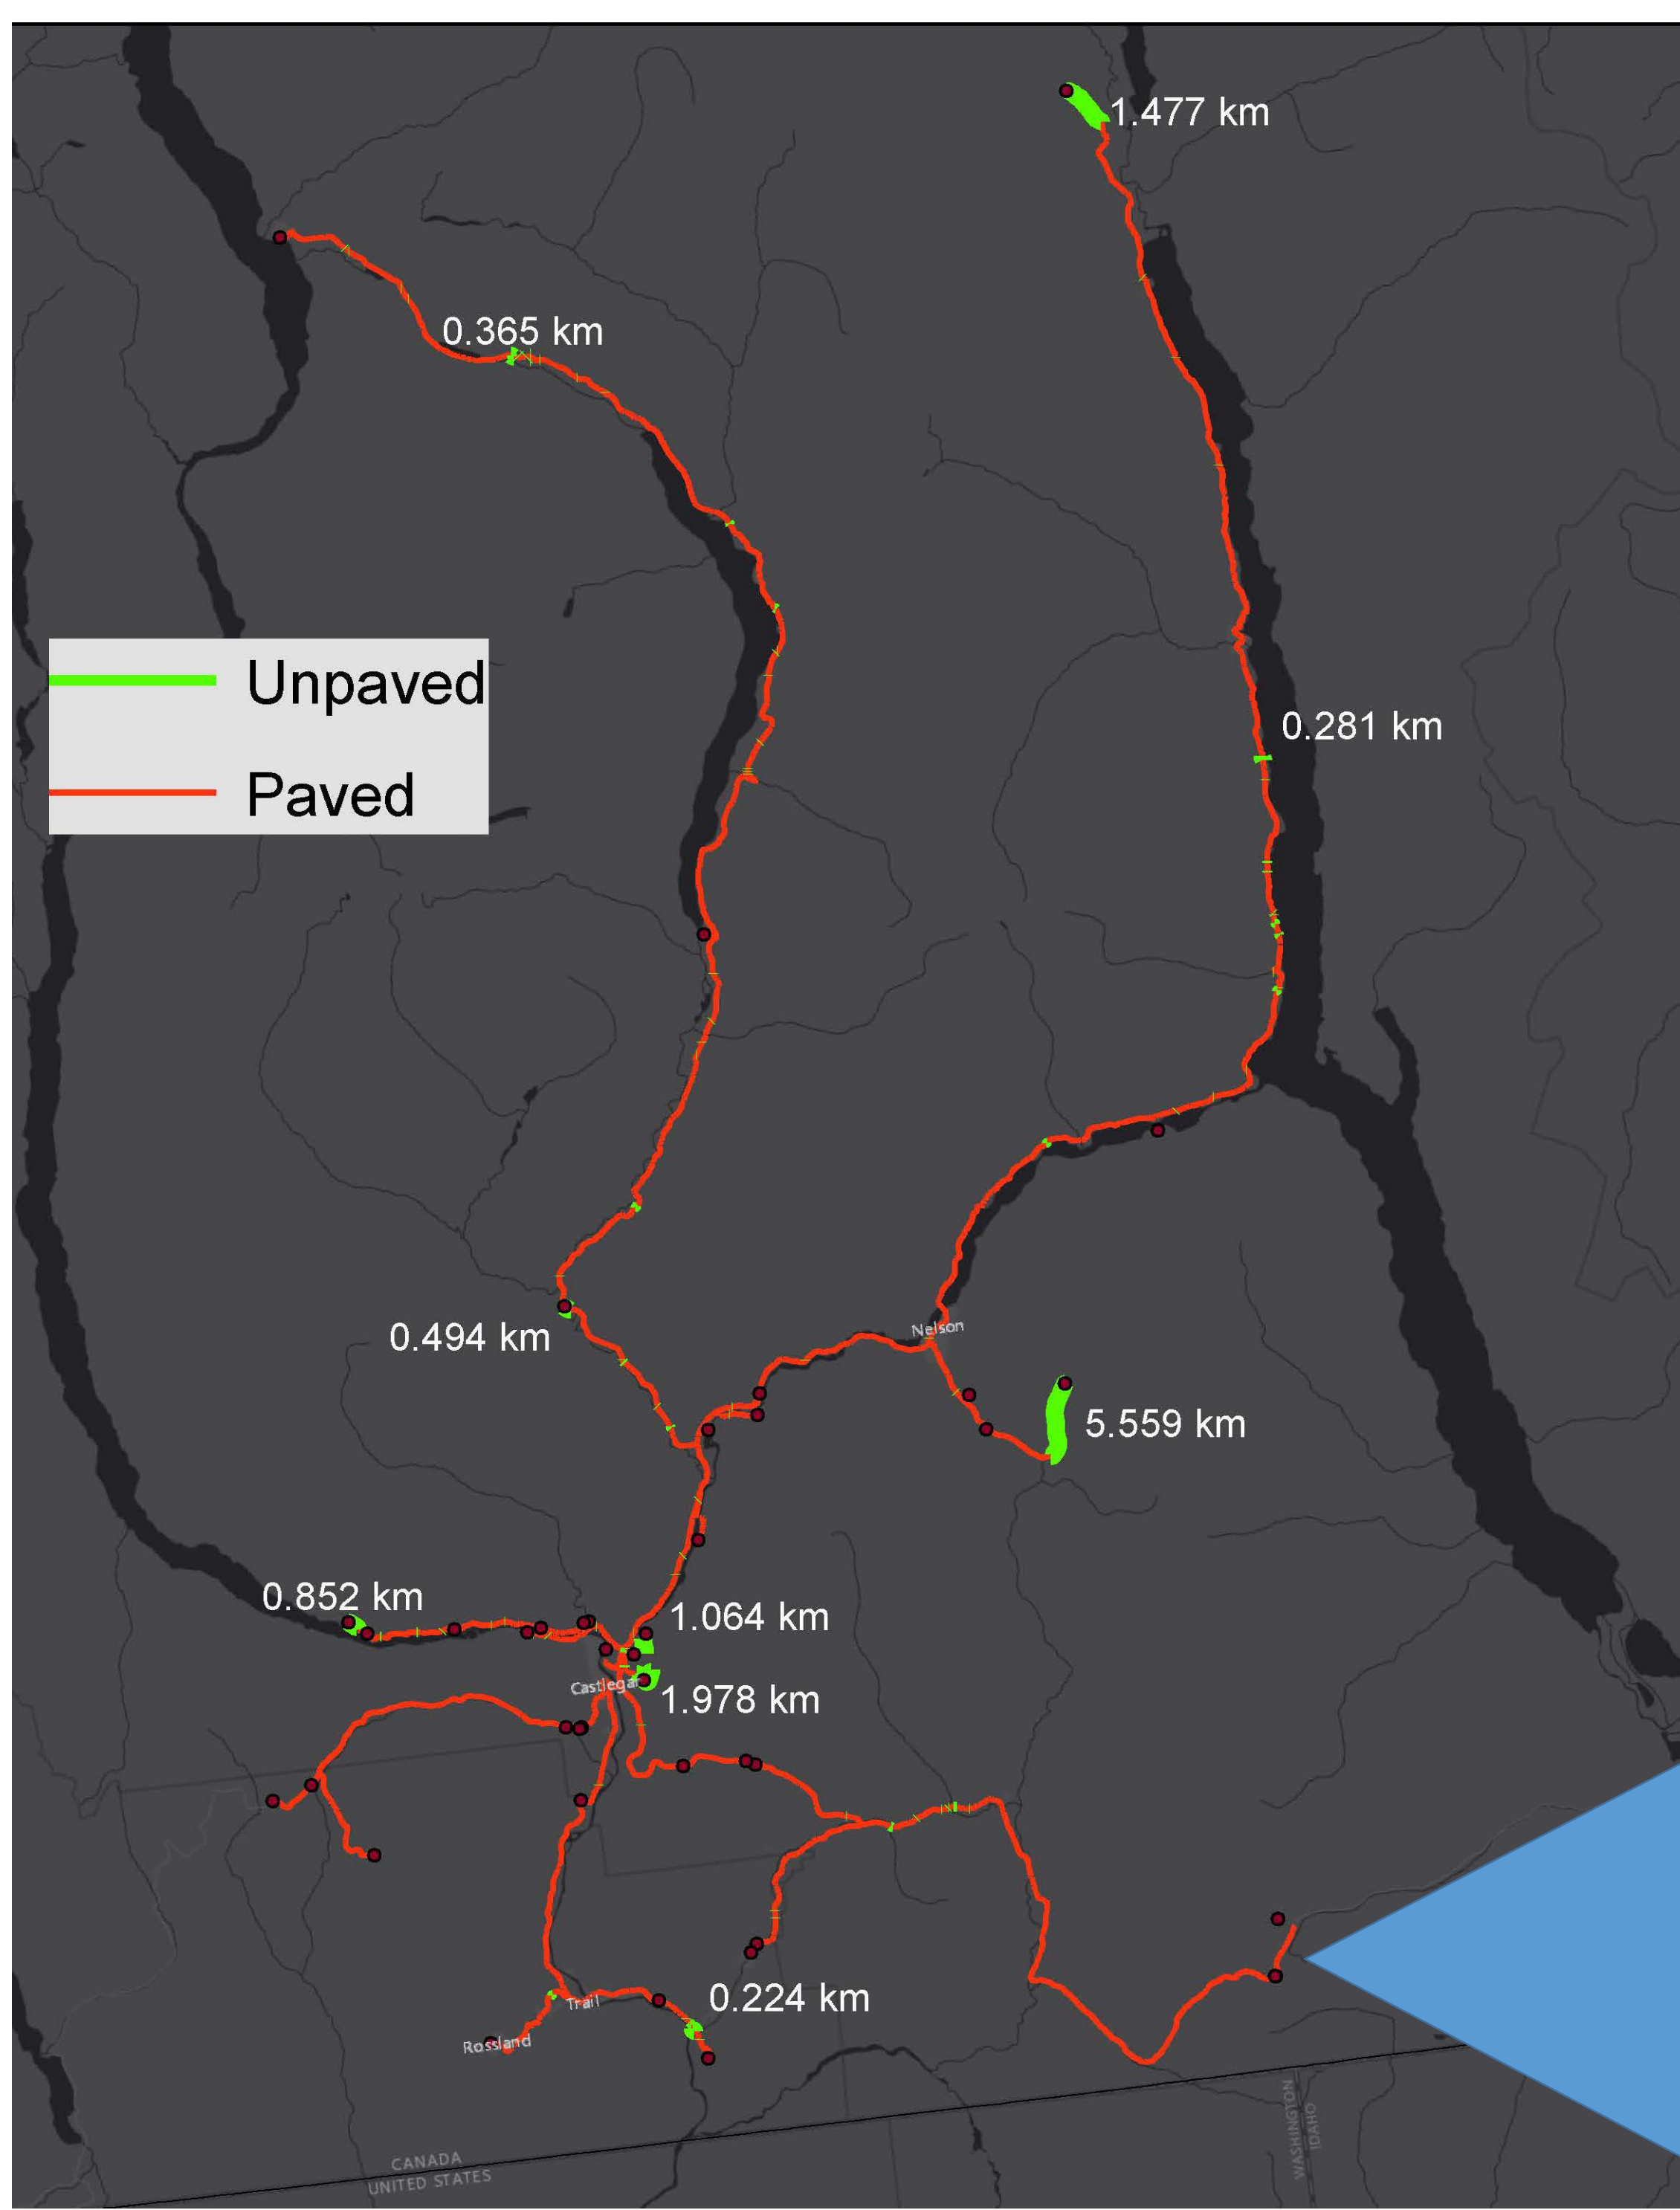 1.477 km
0.365 km
Unpaved
0.281 km
Paved
Nelson
0.494 km
5.559 km
0.852 km
1.064 km
Castlegar
1.978 km
0.224 km
Trail
Rossland
CANADA
UNITED STATES
WASHINGTON
IDAHO